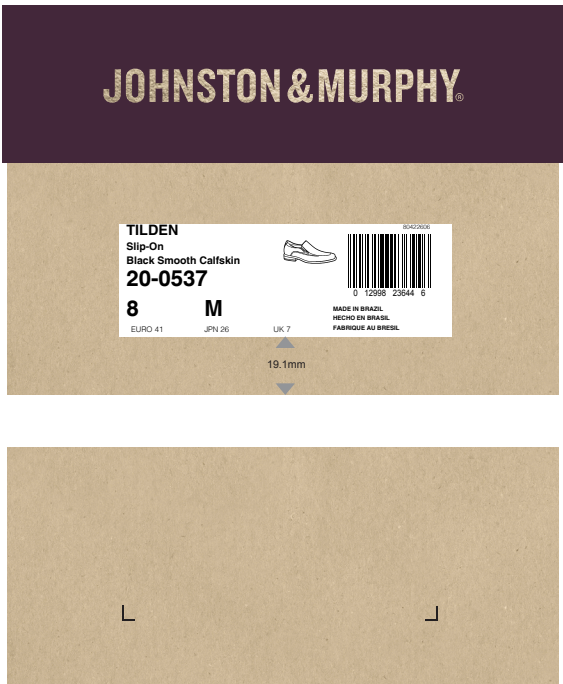 JOHNSTON & MURPHY®
TILDEN
Slip-On
Black Smooth Calfskin
20-0537
8 M
EURO 41 JPN 26 UK 7
80422606
0 12998 23644 6
MADE IN BRAZIL
HECHO EN BRASIL
FABRIQUE AU BRESIL
19.1mm